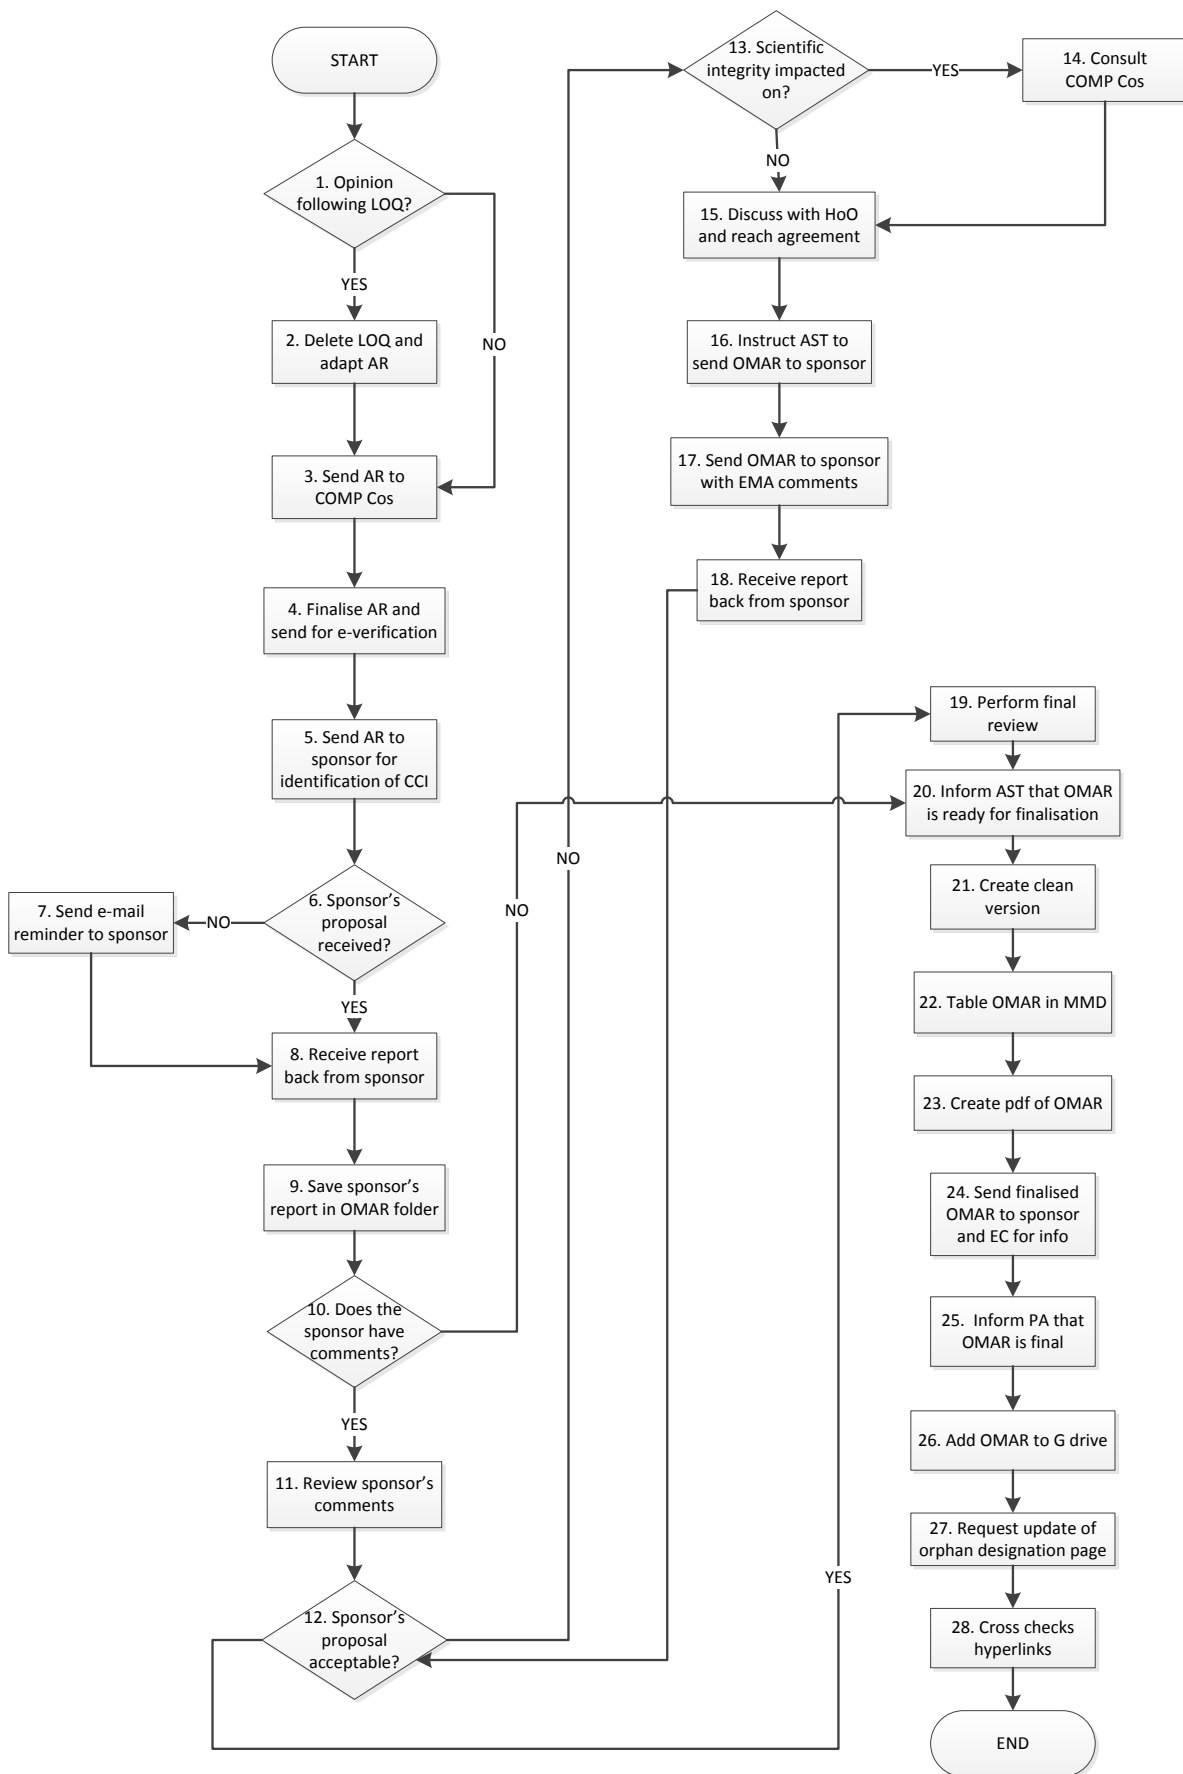 START
1. Opinion
following LOQ?
YES
NO
2. Delete LOQ and
adapt AR
3. Send AR to
COMP Cos
4. Finalise AR and
send for e-verification
5. Send AR to
sponsor for
identification of CCI
6. Sponsor’s
proposal
received?
NO
7. Send e-mail
reminder to sponsor
YES
8. Receive report
back from sponsor
9. Save sponsor’s
report in OMAR folder
10. Does the
sponsor have
comments?
NO
YES
11. Review sponsor’s
comments
12. Sponsor’s
proposal
acceptable?
NO
YES
13. Scientific
integrity impacted
on?
YES
14. Consult
COMP Cos
NO
15. Discuss with HoO
and reach agreement
16. Instruct AST to
send OMAR to sponsor
17. Send OMAR to sponsor
with EMA comments
18. Receive report
back from sponsor
19. Perform final
review
20. Inform AST that OMAR
is ready for finalisation
21. Create clean
version
22. Table OMAR in MMD
23. Create pdf of OMAR
24. Send finalised
OMAR to sponsor
and EC for info
25.  Inform PA that
OMAR is final
26. Add OMAR to G drive
27. Request update of
orphan designation page
28. Cross checks
hyperlinks
END